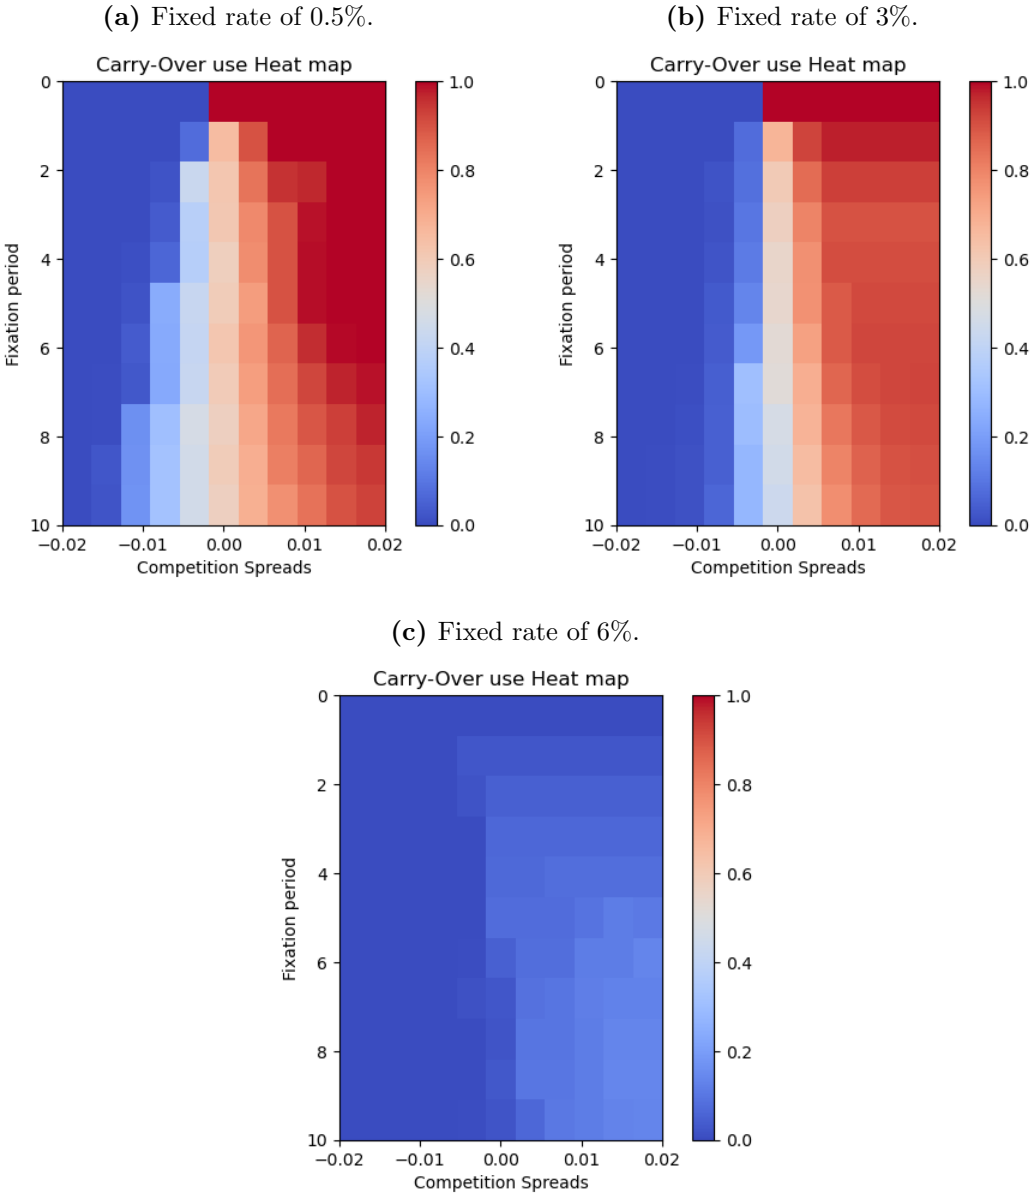 (a) Fixed rate of 0.5%.
Carry-Over use Heat map
0
2
4
6
8
10
Fixation period
−0.02 −0.01 0.00 0.01 0.02
Competition Spreads
1.0
0.8
0.6
0.4
0.2
0.0
(b) Fixed rate of 3%.
Carry-Over use Heat map
0
2
4
6
8
10
Fixation period
−0.02 −0.01 0.00 0.01 0.02
Competition Spreads
1.0
0.8
0.6
0.4
0.2
0.0
(c) Fixed rate of 6%.
Carry-Over use Heat map
0
2
4
6
8
10
Fixation period
−0.02 −0.01 0.00 0.01 0.02
Competition Spreads
1.0
0.8
0.6
0.4
0.2
0.0